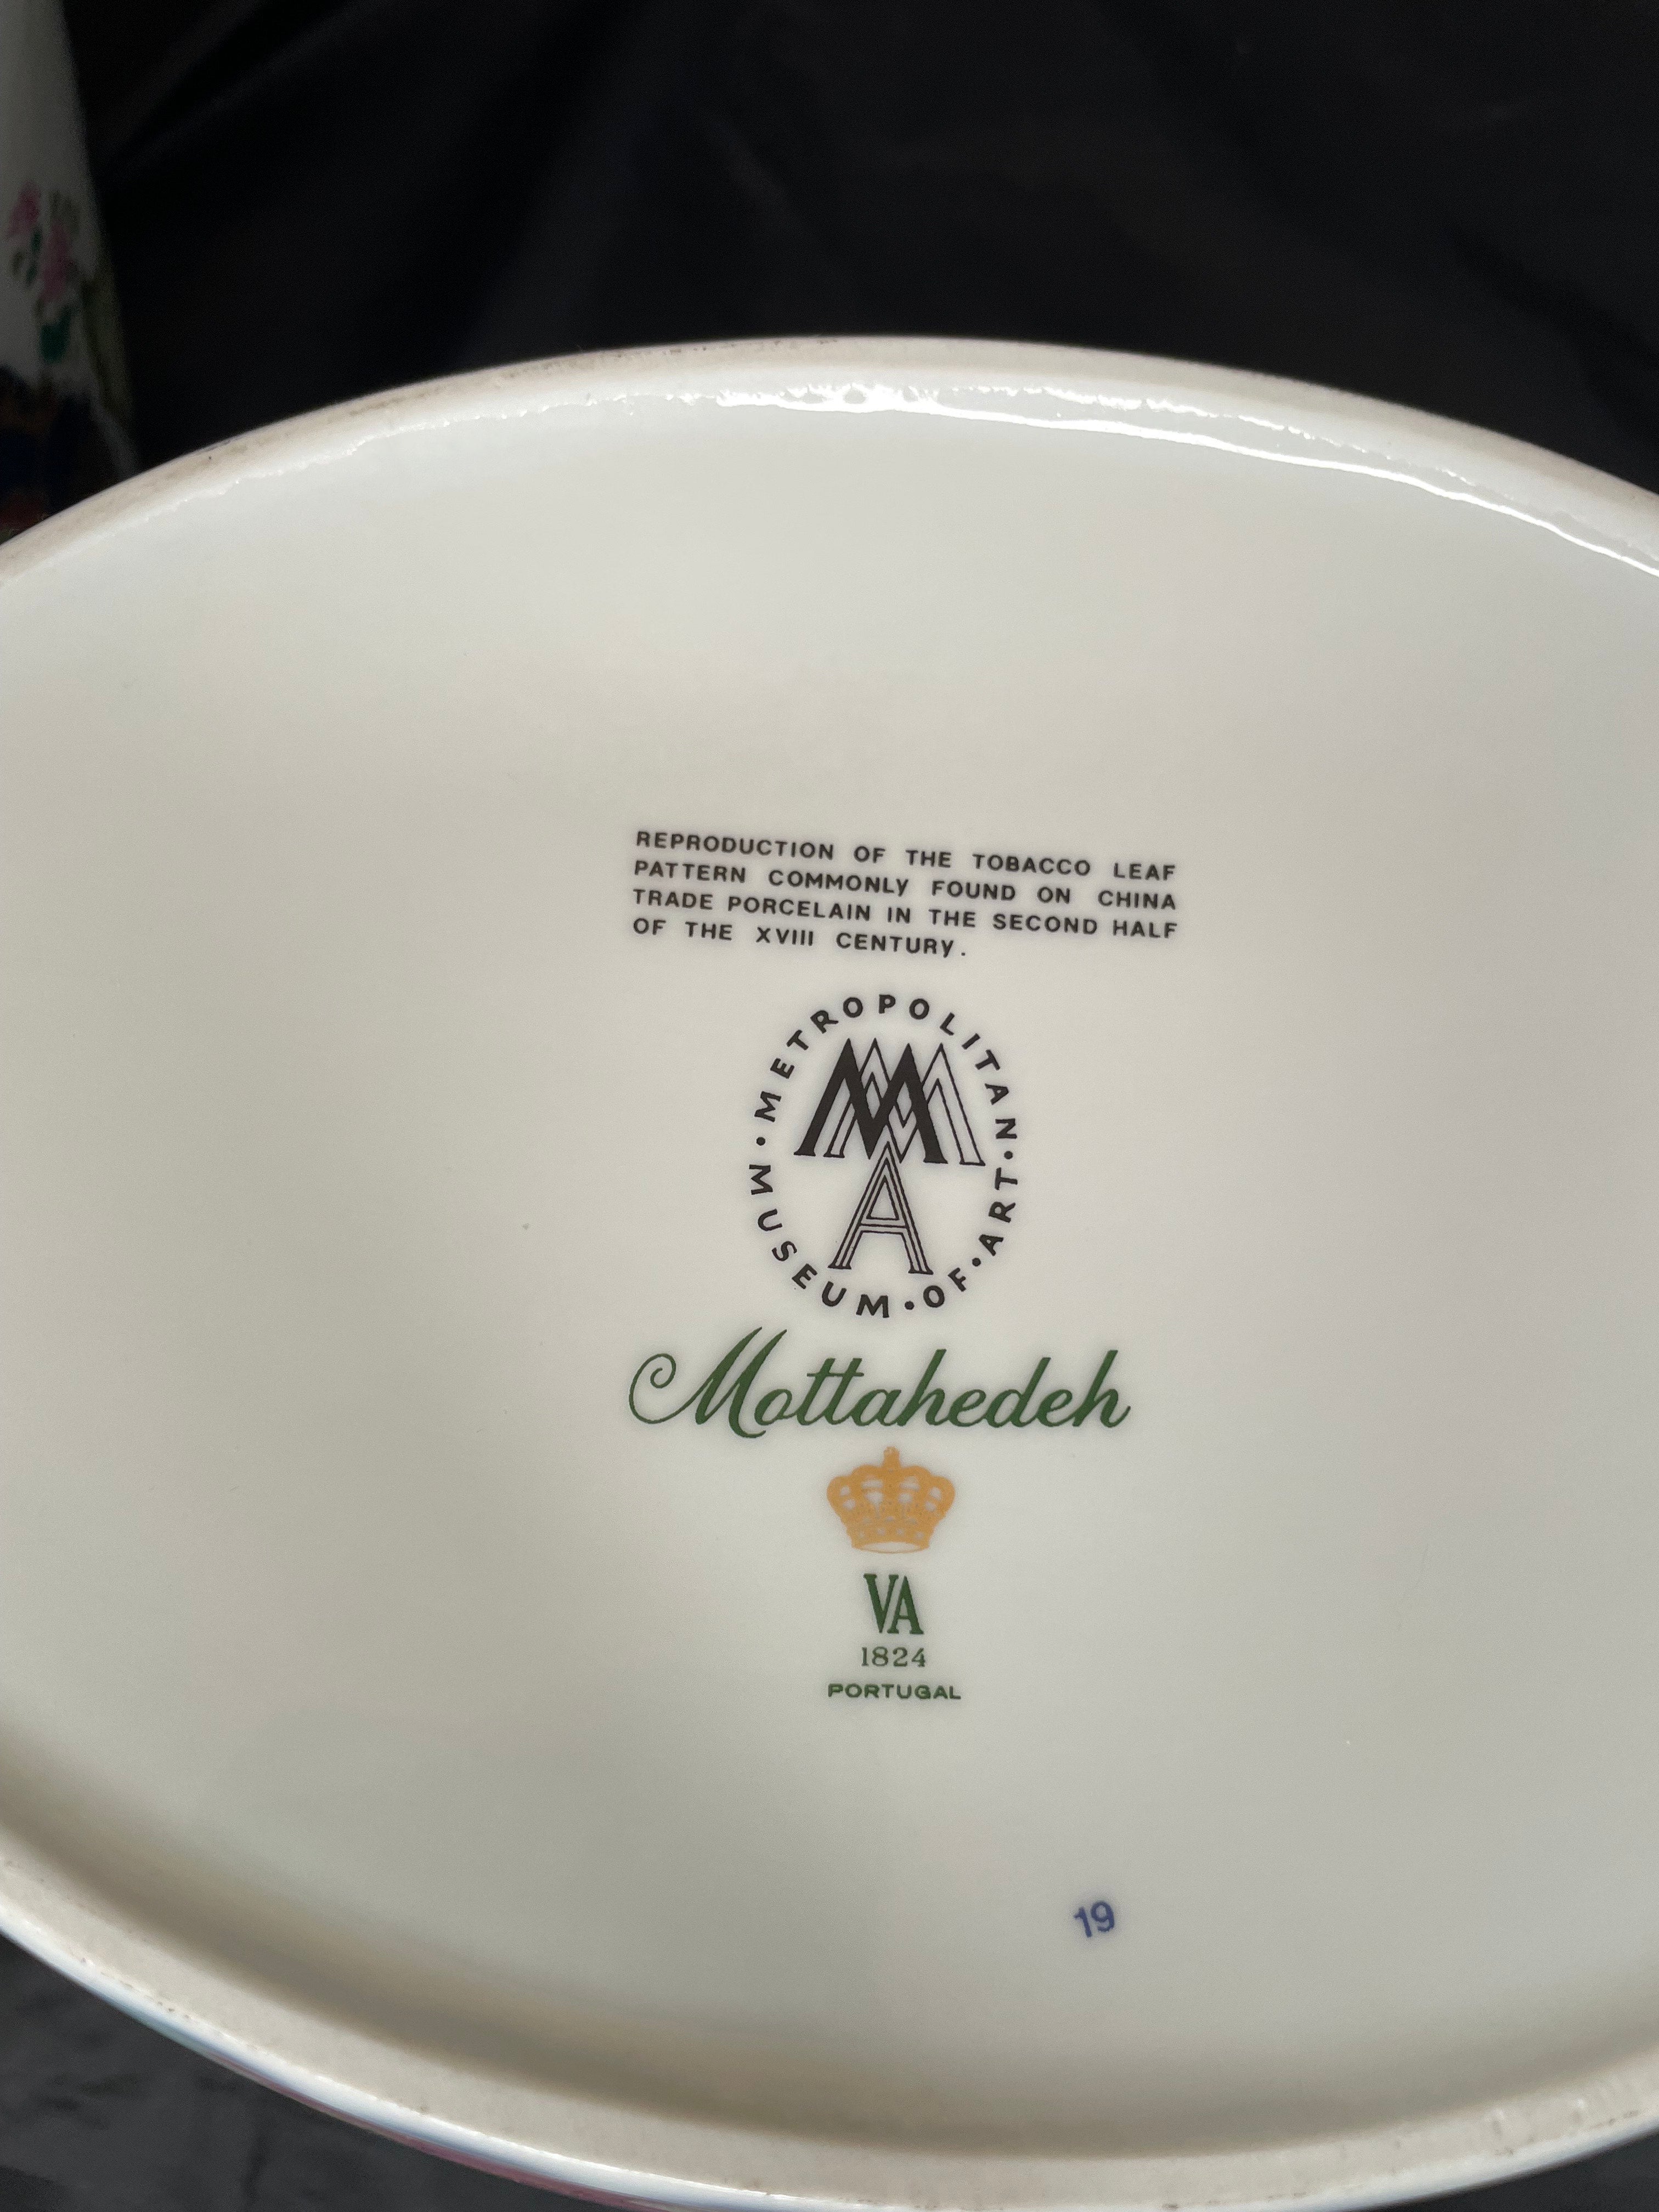 REPRODUCTION OF THE TOBACCO LEAF
PATTERN COMMONLY FOUND ON CHINA
TRADE PORCELAIN IN THE SECOND HALF
OF THE XVIII CENTURY.
·METROPOLITAN·
MUSEUM·OF·ART·
MMA
Mottahedeh
VA
1824
PORTUGAL
19